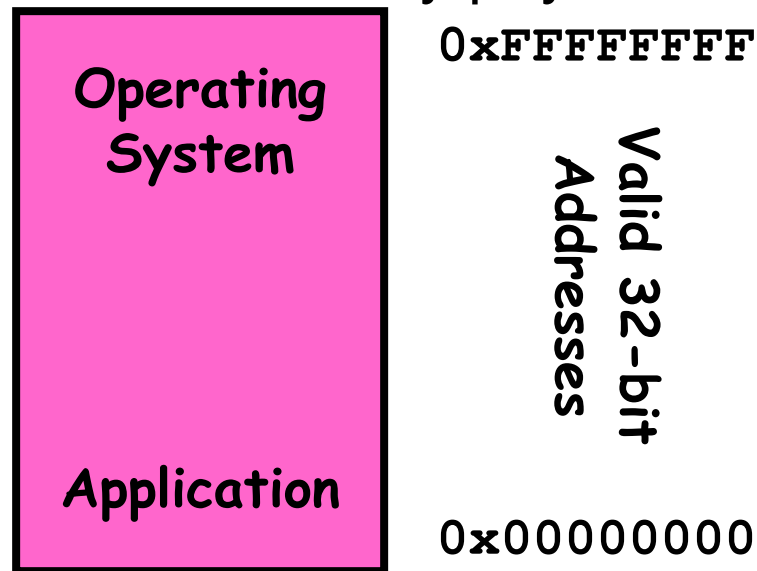 0xFFFFFFFF
Operating
System
Valid 32-bit
Addresses
Application
0x00000000